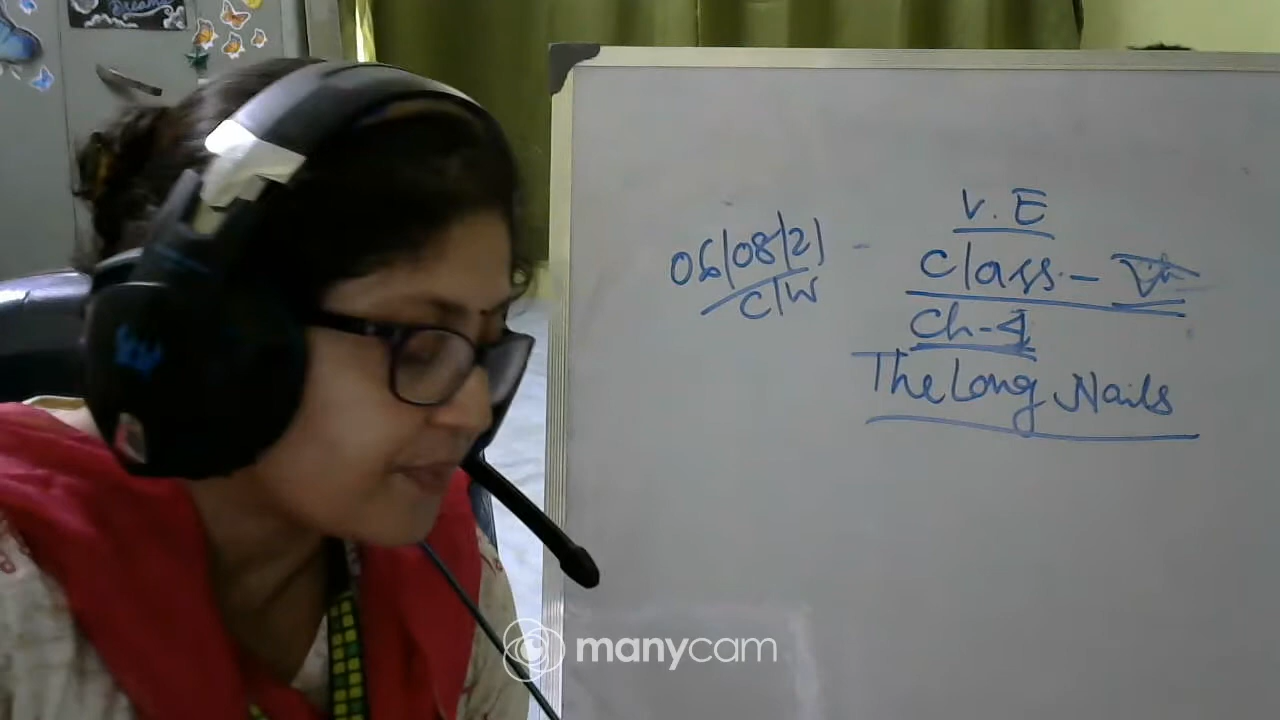 V.E
06/08/21
C/W
Class-
Ch-4
The Long Nails
manycam